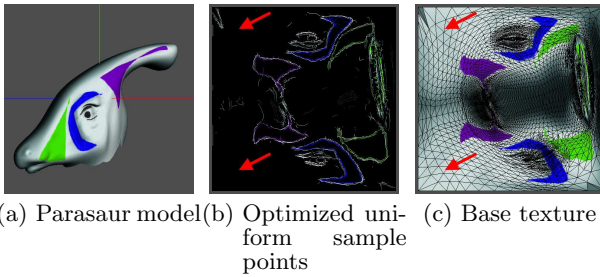 (a) Parasaur model
(b) Optimized uni-
form sample
points
(c) Base texture